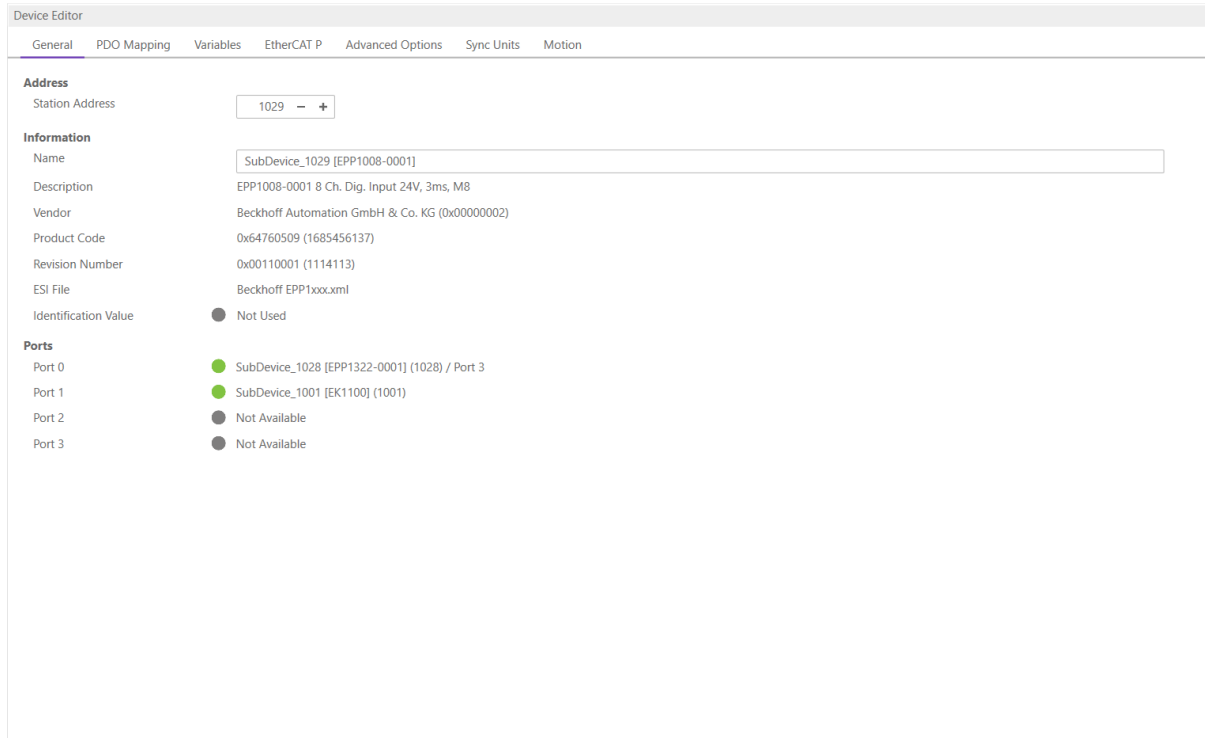 Device Editor
General PDO Mapping Variables EtherCAT P Advanced Options Sync Units Motion
Address
Station Address 1029 − +
Information
Name SubDevice_1029 [EPP1008-0001]
Description EPP1008-0001 8 Ch. Dig. Input 24V, 3ms, M8
Vendor Beckhoff Automation GmbH & Co. KG (0x00000002)
Product Code 0x64760509 (1685456137)
Revision Number 0x00110001 (1114113)
ESI File Beckhoff EPP1xxx.xml
Identification Value Not Used
Ports
Port 0 SubDevice_1028 [EPP1322-0001] (1028) / Port 3
Port 1 SubDevice_1001 [EK1100] (1001)
Port 2 Not Available
Port 3 Not Available